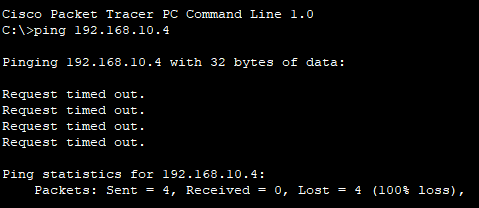 Cisco Packet Tracer PC Command Line 1.0
C:\>ping 192.168.10.4
Pinging 192.168.10.4 with 32 bytes of data:
Request timed out.
Request timed out.
Request timed out.
Request timed out.
Ping statistics for 192.168.10.4:
Packets: Sent = 4, Received = 0, Lost = 4 (100% loss),